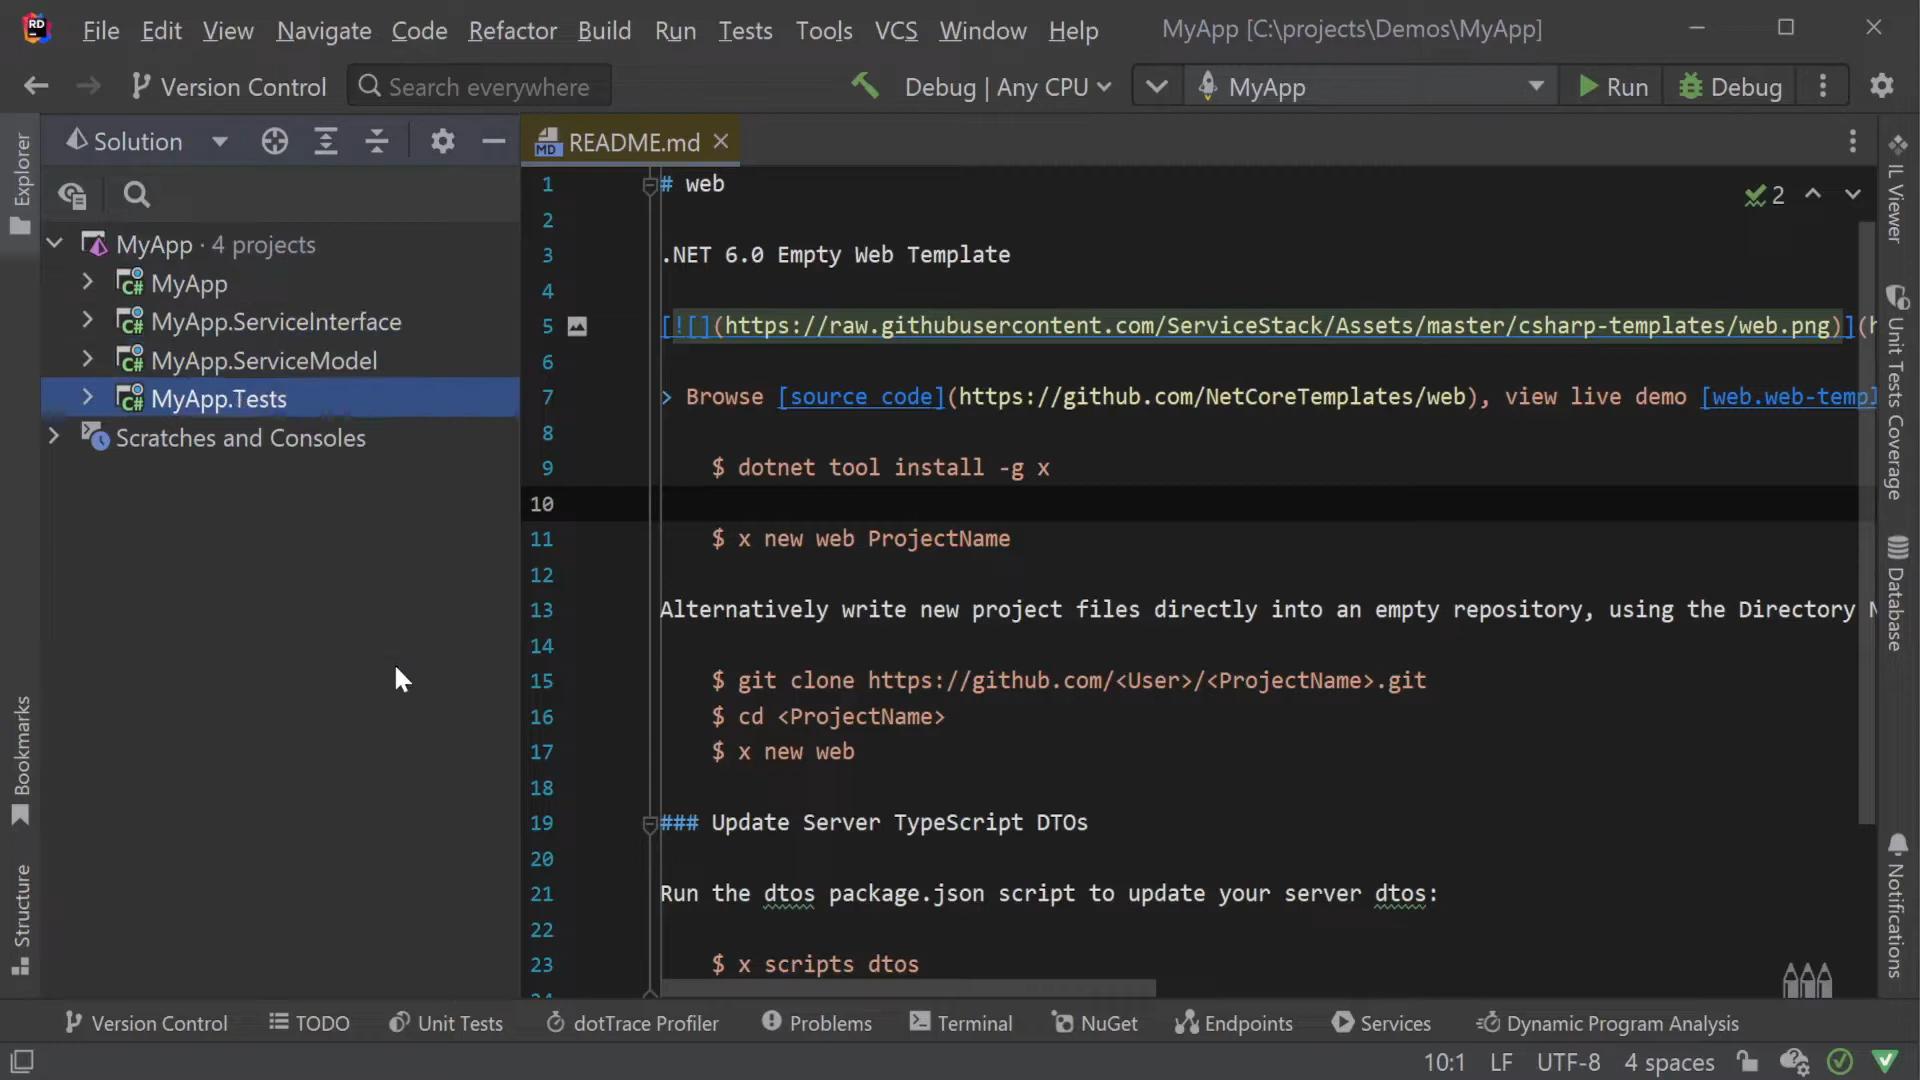 RD
File Edit View Navigate Code Refactor Build Run Tests Tools VCS Window Help MyApp [C:\projects\Demos\MyApp]
Version Control Search everywhere Debug | Any CPU MyApp Run Debug
Explorer
Solution
README.md
MyApp · 4 projects
MyApp
MyApp.ServiceInterface
MyApp.ServiceModel
MyApp.Tests
Scratches and Consoles
Bookmarks
Structure
2
1 # web
2
3 .NET 6.0 Empty Web Template
4
5 [![](https://raw.githubusercontent.com/ServiceStack/Assets/master/csharp-templates/web.png)](
6
7 > Browse [source code](https://github.com/NetCoreTemplates/web), view live demo [web.web-templ
8
9 $ dotnet tool install -g x
10
11 $ x new web ProjectName
12
13 Alternatively write new project files directly into an empty repository, using the Directory
14
15 $ git clone https://github.com/<User>/<ProjectName>.git
16 $ cd <ProjectName>
17 $ x new web
18
19 ### Update Server TypeScript DTOs
20
21 Run the dtos package.json script to update your server dtos:
22
23 $ x scripts dtos
IL Viewer
Unit Tests Coverage
Database
Notifications
Version Control TODO Unit Tests dotTrace Profiler Problems Terminal NuGet Endpoints Services Dynamic Program Analysis
10:1 LF UTF-8 4 spaces